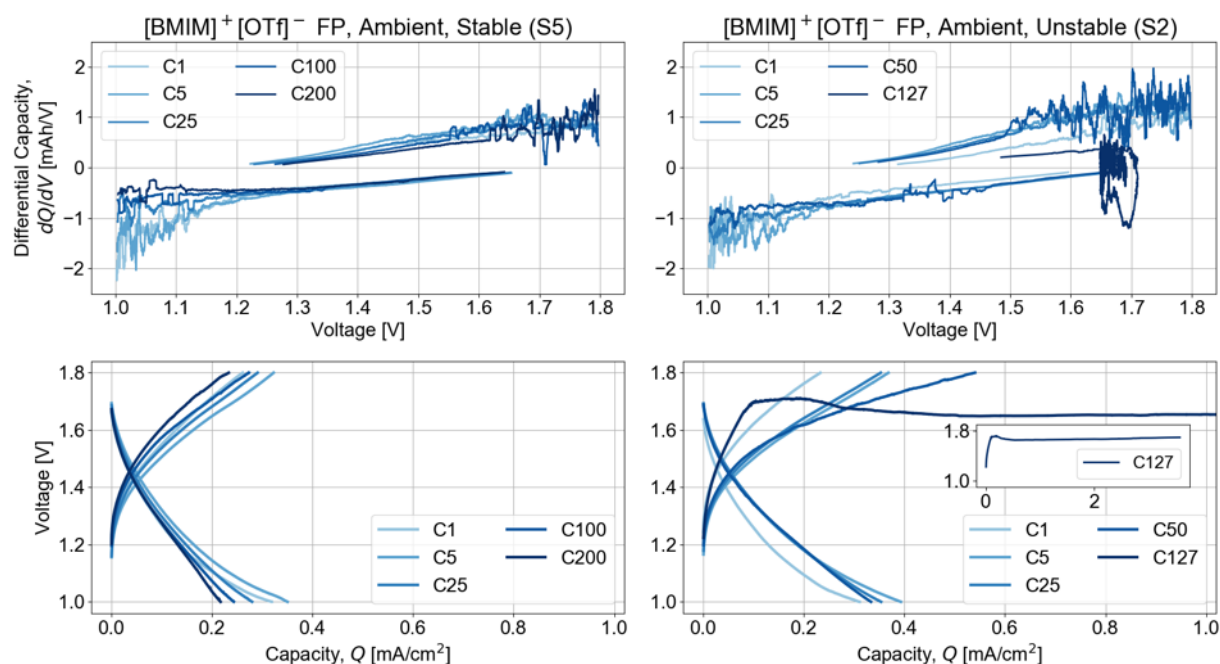 [BMIM]+[OTf]− FP, Ambient, Stable (S5)
C1 C100
C5 C200
C25
Differential Capacity,
dQ/dV [mAh/V]
2
1
0
−1
−2
1.0 1.1 1.2 1.3 1.4 1.5 1.6 1.7 1.8
Voltage [V]
[BMIM]+[OTf]− FP, Ambient, Unstable (S2)
C1 C50
C5 C127
C25
2
1
0
−1
−2
1.0 1.1 1.2 1.3 1.4 1.5 1.6 1.7 1.8
Voltage [V]
Voltage [V]
1.8
1.6
1.4
1.2
1.0
C1 C100
C5 C200
C25
0.0 0.2 0.4 0.6 0.8 1.0
Capacity, Q [mA/cm²]
1.8
1.6
1.4
1.2
1.0
1.8
1.0
C127
0 2
C1 C50
C5 C127
C25
0.0 0.2 0.4 0.6 0.8 1.0
Capacity, Q [mA/cm²]